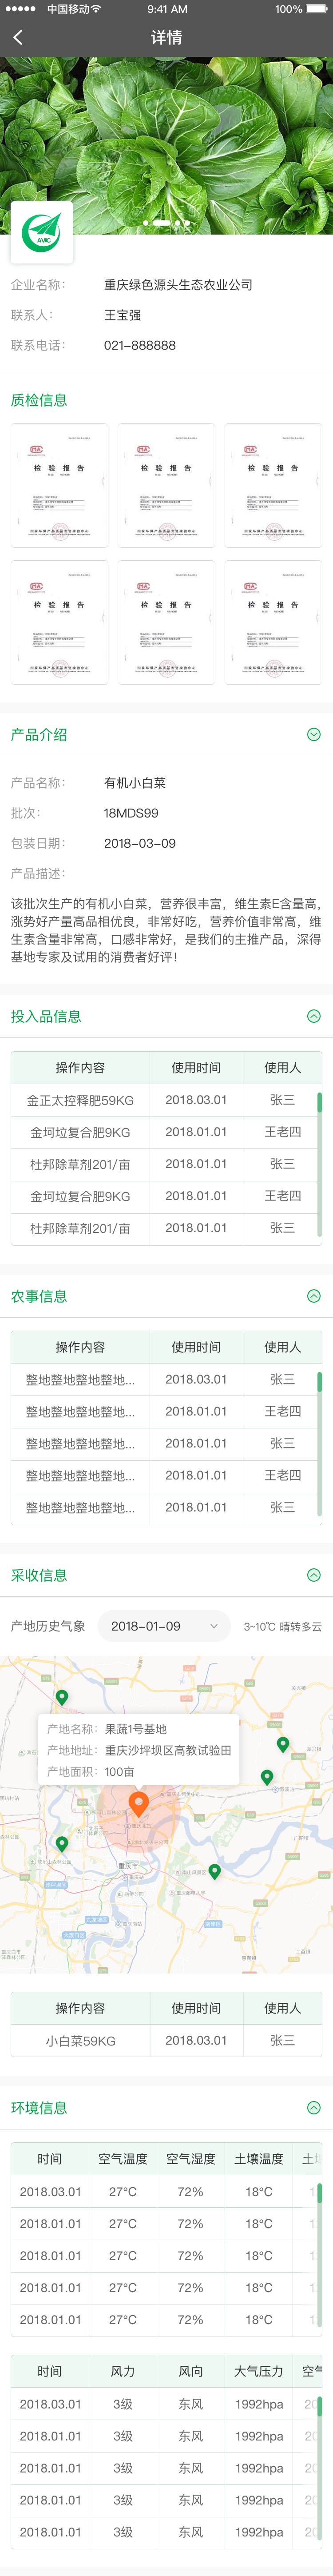 中国移动 9:41 AM 100%
详情
AVIC
企业名称： 重庆绿色源头生态农业公司
联系人： 王宝强
联系电话： 021-888888
质检信息
检 验 报 告 检 验 报 告 检 验 报 告
检 验 报 告 检 验 报 告 检 验 报 告
产品介绍
产品名称： 有机小白菜
批次： 18MDS99
包装日期： 2018-03-09
产品描述：
该批次生产的有机小白菜，营养很丰富，维生素E含量高，
涨势好产量高品相优良，非常好吃，营养价值非常高，维
生素含量非常高，口感非常好，是我们的主推产品，深得
基地专家及试用的消费者好评！
投入品信息
操作内容 使用时间 使用人
金正太控释肥59KG 2018.03.01 张三
金坷垃复合肥9KG 2018.01.01 王老四
杜邦除草剂201/亩 2018.01.01 张三
金坷垃复合肥9KG 2018.01.01 王老四
杜邦除草剂201/亩 2018.01.01 张三
农事信息
操作内容 使用时间 使用人
整地整地整地整地... 2018.03.01 张三
整地整地整地整地... 2018.01.01 王老四
整地整地整地整地... 2018.01.01 张三
整地整地整地整地... 2018.01.01 王老四
整地整地整地整地... 2018.01.01 张三
采收信息
产地历史气象 2018-01-09 3~10℃ 晴转多云
产地名称： 果蔬1号基地
产地地址： 重庆沙坪坝区高教试验田
产地面积： 100亩
重庆市
操作内容 使用时间 使用人
小白菜59KG 2018.03.01 张三
环境信息
时间 空气温度 空气湿度 土壤温度
2018.03.01 27°C 72% 18°C
2018.01.01 27°C 72% 18°C
2018.01.01 27°C 72% 18°C
2018.01.01 27°C 72% 18°C
2018.01.01 27°C 72% 18°C
时间 风力 风向 大气压力 空气
2018.03.01 3级 东风 1992hpa 20
2018.01.01 3级 东风 1992hpa 20
2018.01.01 3级 东风 1992hpa 20
2018.01.01 3级 东风 1992hpa 20
2018.01.01 3级 东风 1992hpa 20